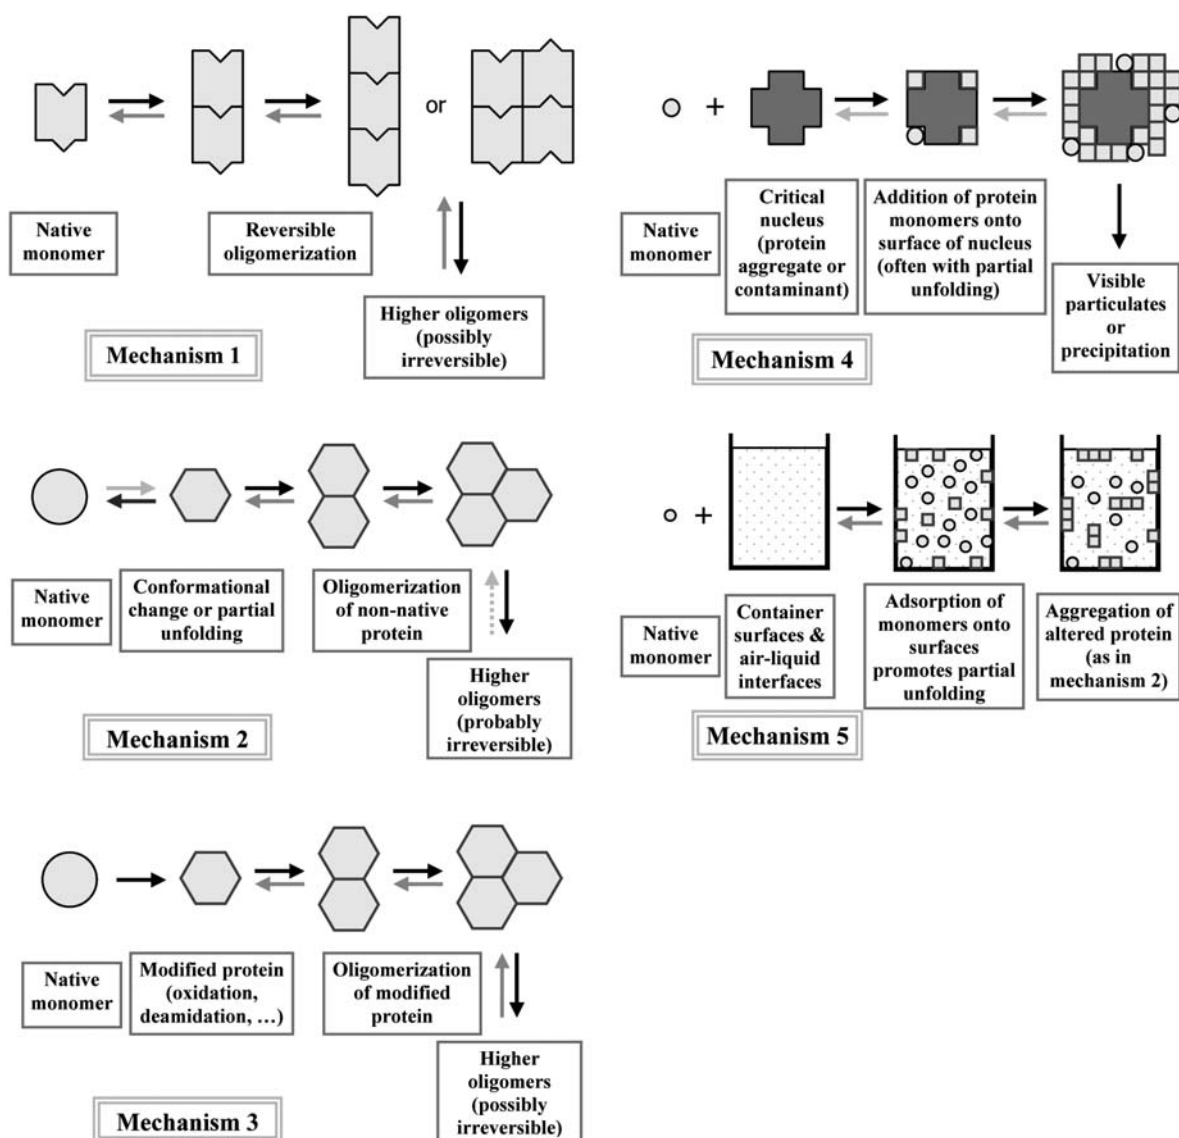 or
Native
monomer
Reversible
oligomerization
Higher oligomers
(possibly
irreversible)
Mechanism 1
Native
monomer
Conformational
change or partial
unfolding
Oligomerization
of non-native
protein
Higher
oligomers
(probably
irreversible)
Mechanism 2
Native
monomer
Modified protein
(oxidation,
deamidation, …)
Oligomerization
of modified
protein
Higher
oligomers
(possibly
irreversible)
Mechanism 3
+
Native
monomer
Critical
nucleus
(protein
aggregate or
contaminant)
Addition of protein
monomers onto
surface of nucleus
(often with partial
unfolding)
Visible
particulates
or
precipitation
Mechanism 4
+
Native
monomer
Container
surfaces &
air-liquid
interfaces
Adsorption of
monomers onto
surfaces
promotes partial
unfolding
Aggregation of
altered protein
(as in
mechanism 2)
Mechanism 5